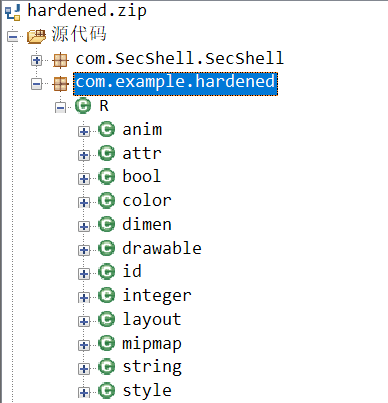 hardened.zip
源代码
com.SecShell.SecShell
com.example.hardened
R
anim
attr
bool
color
dimen
drawable
id
integer
layout
mipmap
string
style